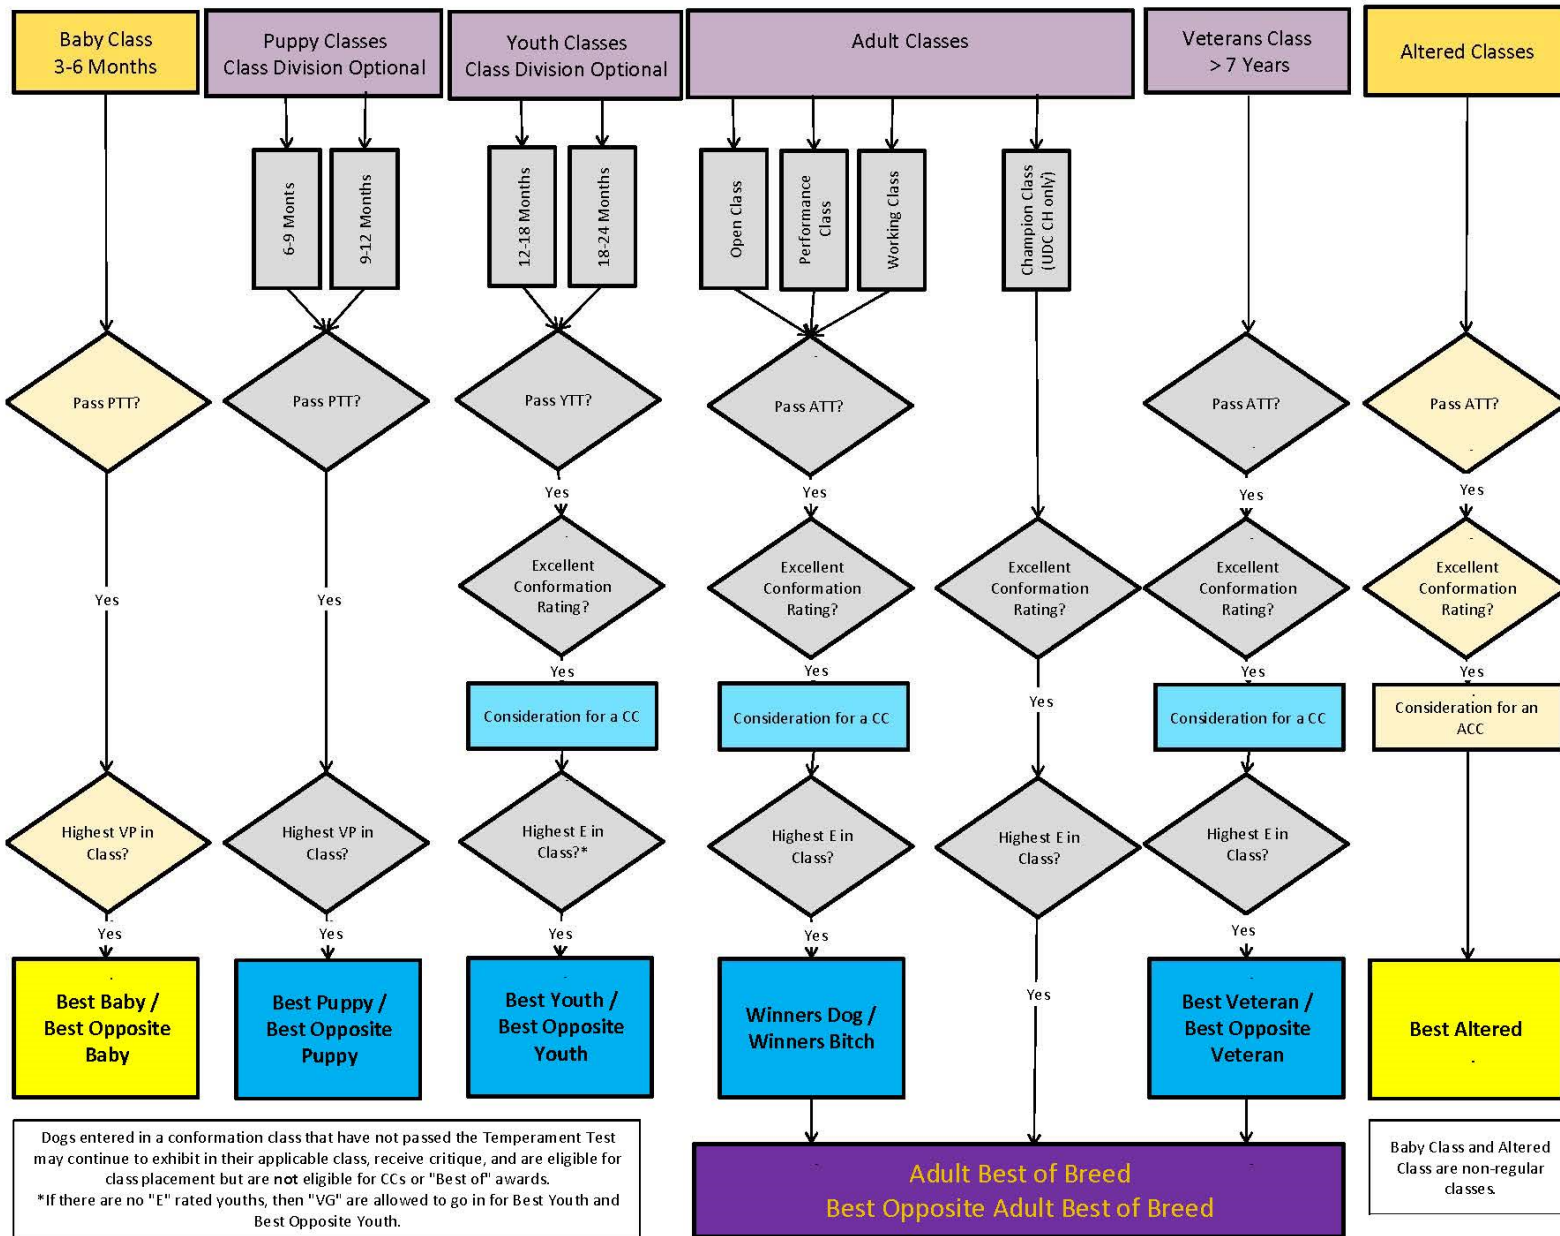 Baby Class
3-6 Months
Puppy Classes
Class Division Optional
Youth Classes
Class Division Optional
Adult Classes
Veterans Class
> 7 Years
Altered Classes
6-9 Monts
9-12 Months
12-18 Months
18-24 Months
Open Class
Performance
Class
Working Class
Champion Class
(UDC CH only)
Pass PTT?
Pass PTT?
Pass YTT?
Pass ATT?
Pass ATT?
Pass ATT?
Yes
Yes
Yes
Yes
Excellent
Conformation
Rating?
Excellent
Conformation
Rating?
Excellent
Conformation
Rating?
Excellent
Conformation
Rating?
Excellent
Conformation
Rating?
Yes
Yes
Yes
Yes
Yes
Yes
Yes
Consideration for a CC
Consideration for a CC
Consideration for a CC
Consideration for an
ACC
Highest VP in
Class?
Highest VP in
Class?
Highest E in
Class?*
Highest E in
Class?
Highest E in
Class?
Highest E in
Class?
Yes
Yes
Yes
Yes
Yes
Yes
Best Baby /
Best Opposite
Baby
Best Puppy /
Best Opposite
Puppy
Best Youth /
Best Opposite
Youth
Winners Dog /
Winners Bitch
Best Veteran /
Best Opposite
Veteran
Best Altered
Dogs entered in a conformation class that have not passed the Temperament Test
may continue to exhibit in their applicable class, receive critique, and are eligible for
class placement but are not eligible for CCs or "Best of" awards.
*If there are no "E" rated youths, then "VG" are allowed to go in for Best Youth and
Best Opposite Youth.
Adult Best of Breed
Best Opposite Adult Best of Breed
Baby Class and Altered
Class are non-regular
classes.